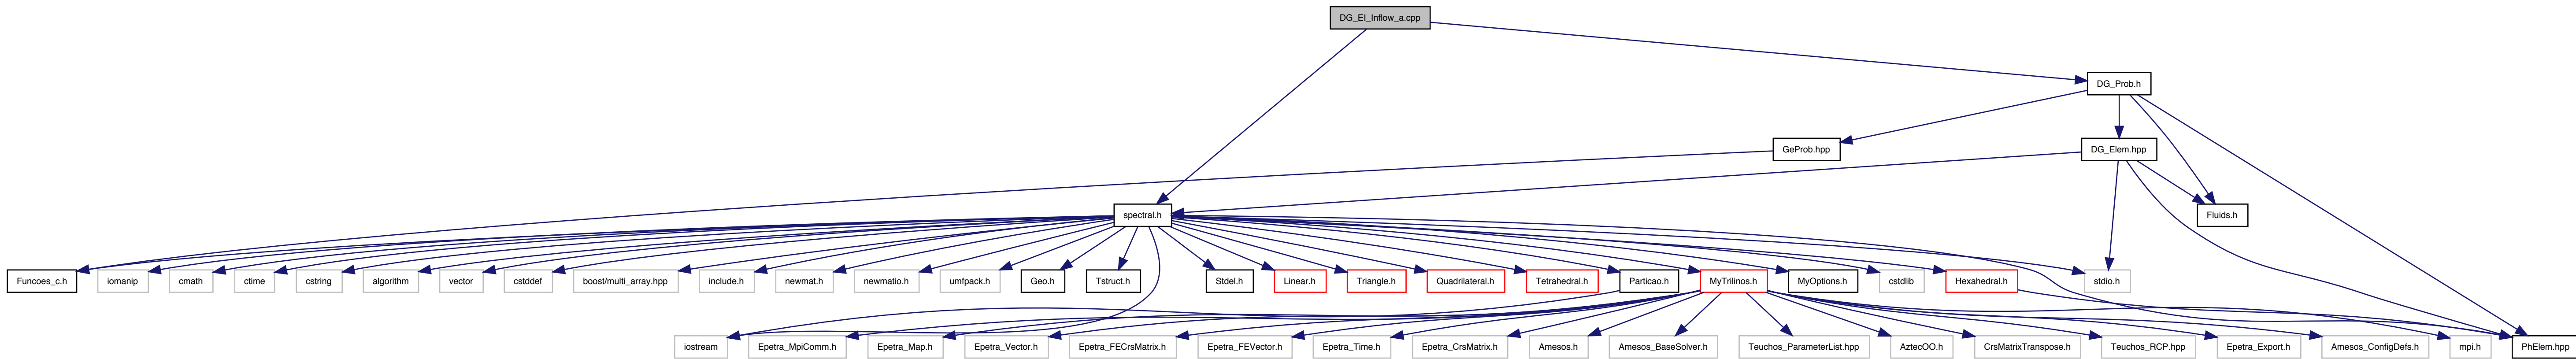 DG_EI_Inflow_a.cpp
DG_Prob.h
GeProb.hpp
DG_Elem.hpp
spectral.h
Fluids.h
Funcoes_c.h
iomanip
cmath
ctime
cstring
algorithm
vector
cstddef
boost/multi_array.hpp
include.h
newmat.h
newmatio.h
umfpack.h
Geo.h
Tstruct.h
Stdel.h
Linear.h
Triangle.h
Quadrilateral.h
Tetrahedral.h
Particao.h
MyTrilinos.h
MyOptions.h
cstdlib
Hexahedral.h
stdio.h
iostream
Epetra_MpiComm.h
Epetra_Map.h
Epetra_Vector.h
Epetra_FECrsMatrix.h
Epetra_FEVector.h
Epetra_Time.h
Epetra_CrsMatrix.h
Amesos.h
Amesos_BaseSolver.h
Teuchos_ParameterList.hpp
AztecOO.h
CrsMatrixTranspose.h
Teuchos_RCP.hpp
Epetra_Export.h
Amesos_ConfigDefs.h
mpi.h
PhElem.hpp